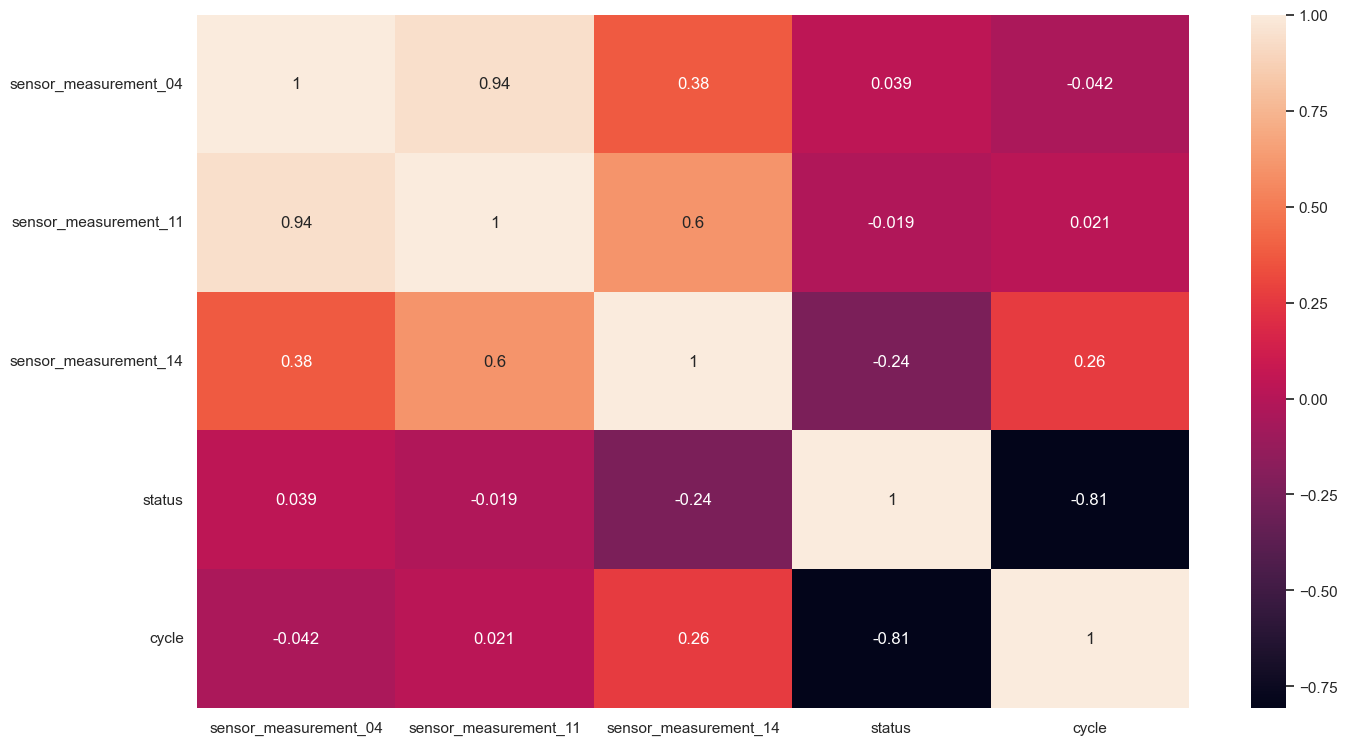 sensor_measurement_04 1 0.94 0.38 0.039 -0.042
sensor_measurement_11 0.94 1 0.6 -0.019 0.021
sensor_measurement_14 0.38 0.6 1 -0.24 0.26
status 0.039 -0.019 -0.24 1 -0.81
cycle -0.042 0.021 0.26 -0.81 1
sensor_measurement_04 sensor_measurement_11 sensor_measurement_14 status cycle
1.00
0.75
0.50
0.25
0.00
−0.25
−0.50
−0.75